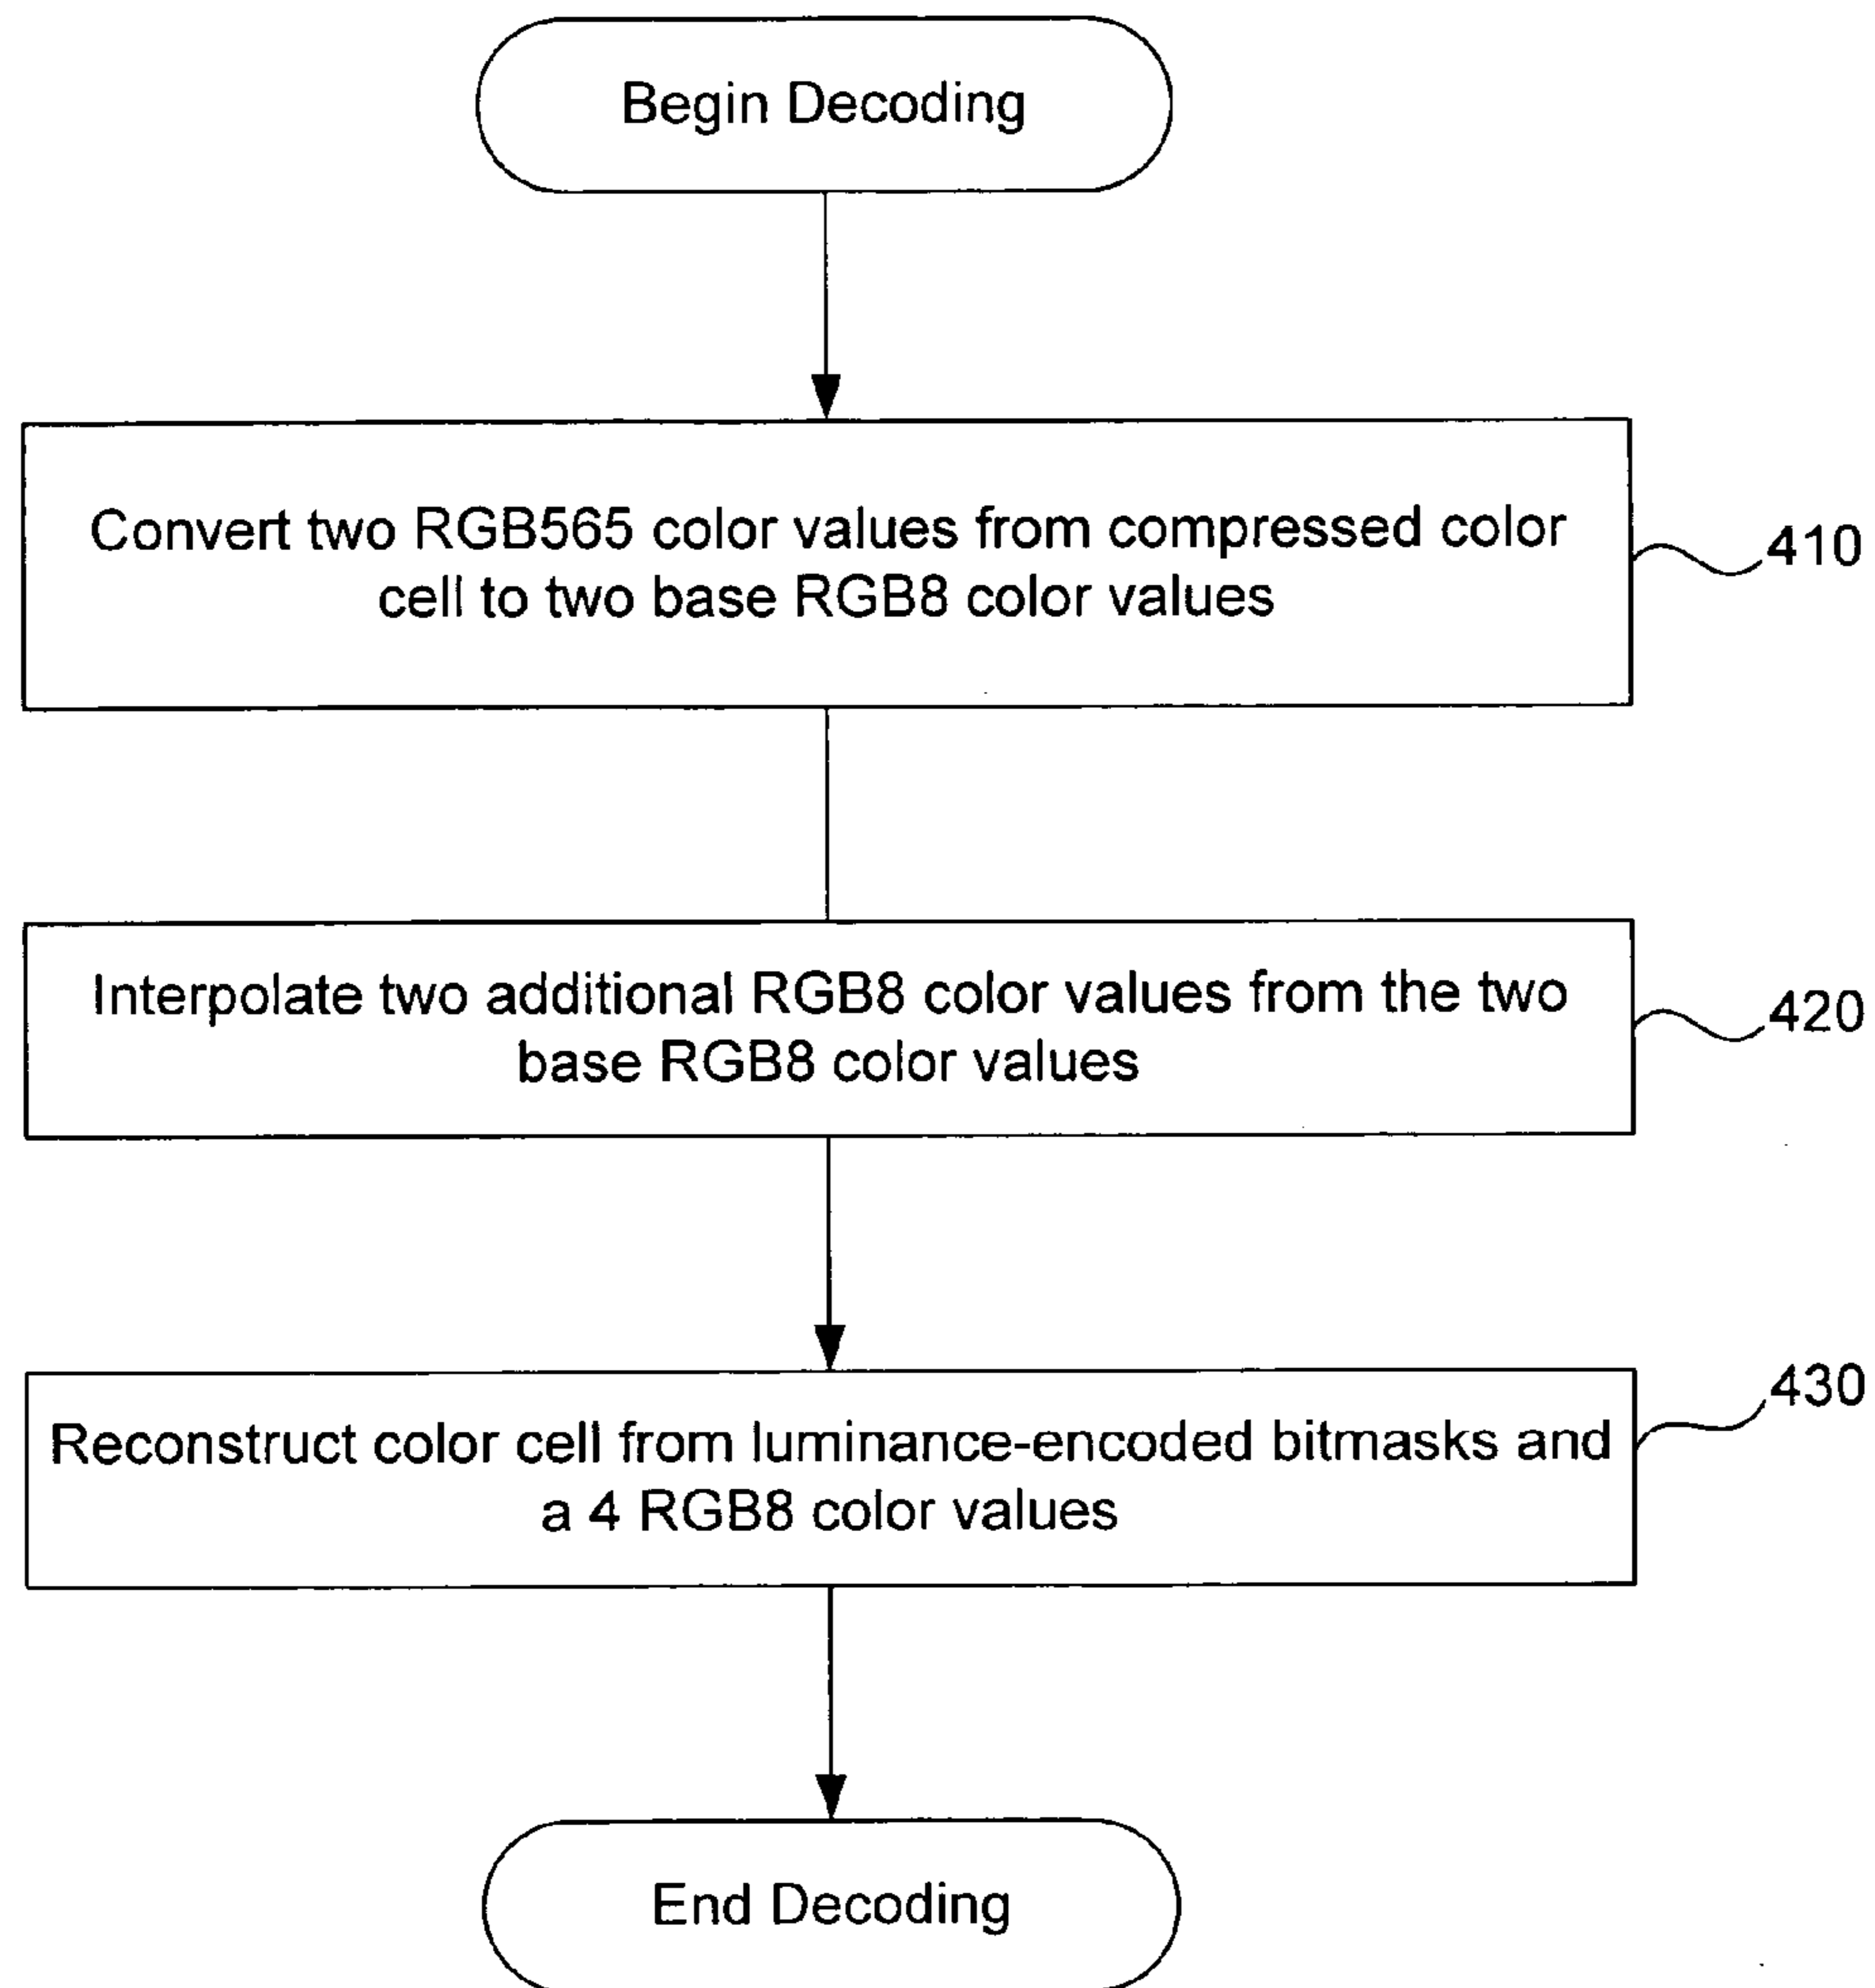 Begin Decoding
Convert two RGB565 color values from compressed color
cell to two base RGB8 color values
410
Interpolate two additional RGB8 color values from the two
base RGB8 color values
420
Reconstruct color cell from luminance-encoded bitmasks and
a 4 RGB8 color values
430
End Decoding